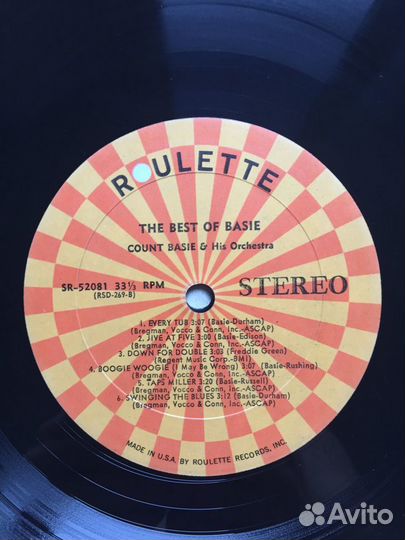 ROULETTE
THE BEST OF BASIE
COUNT BASIE & His Orchestra
SR-52081 33⅓ RPM
(RSD-269-B)
STEREO
1. EVERY TUB 3:07 (Basie-Durham)
(Bregman, Vocco & Conn, Inc.-ASCAP)
2. JIVE AT FIVE 3:00 (Basie-Edison)
(Bregman, Vocco & Conn, Inc.-ASCAP)
3. DOWN FOR DOUBLE 3:03 (Freddie Green)
(Regent Music Corp.-BMI)
4. BOOGIE WOOGIE (I May Be Wrong) 3:07 (Basie-Rushing)
(Bregman, Vocco & Conn, Inc.-ASCAP)
5. TAPS MILLER 3:20 (Basie-Russell)
(Bregman, Vocco & Conn, Inc.-ASCAP)
6. SWINGING THE BLUES 3:12 (Basie-Durham)
(Bregman, Vocco & Conn, Inc.-ASCAP)
MADE IN U.S.A. BY ROULETTE RECORDS, INC.
Avito